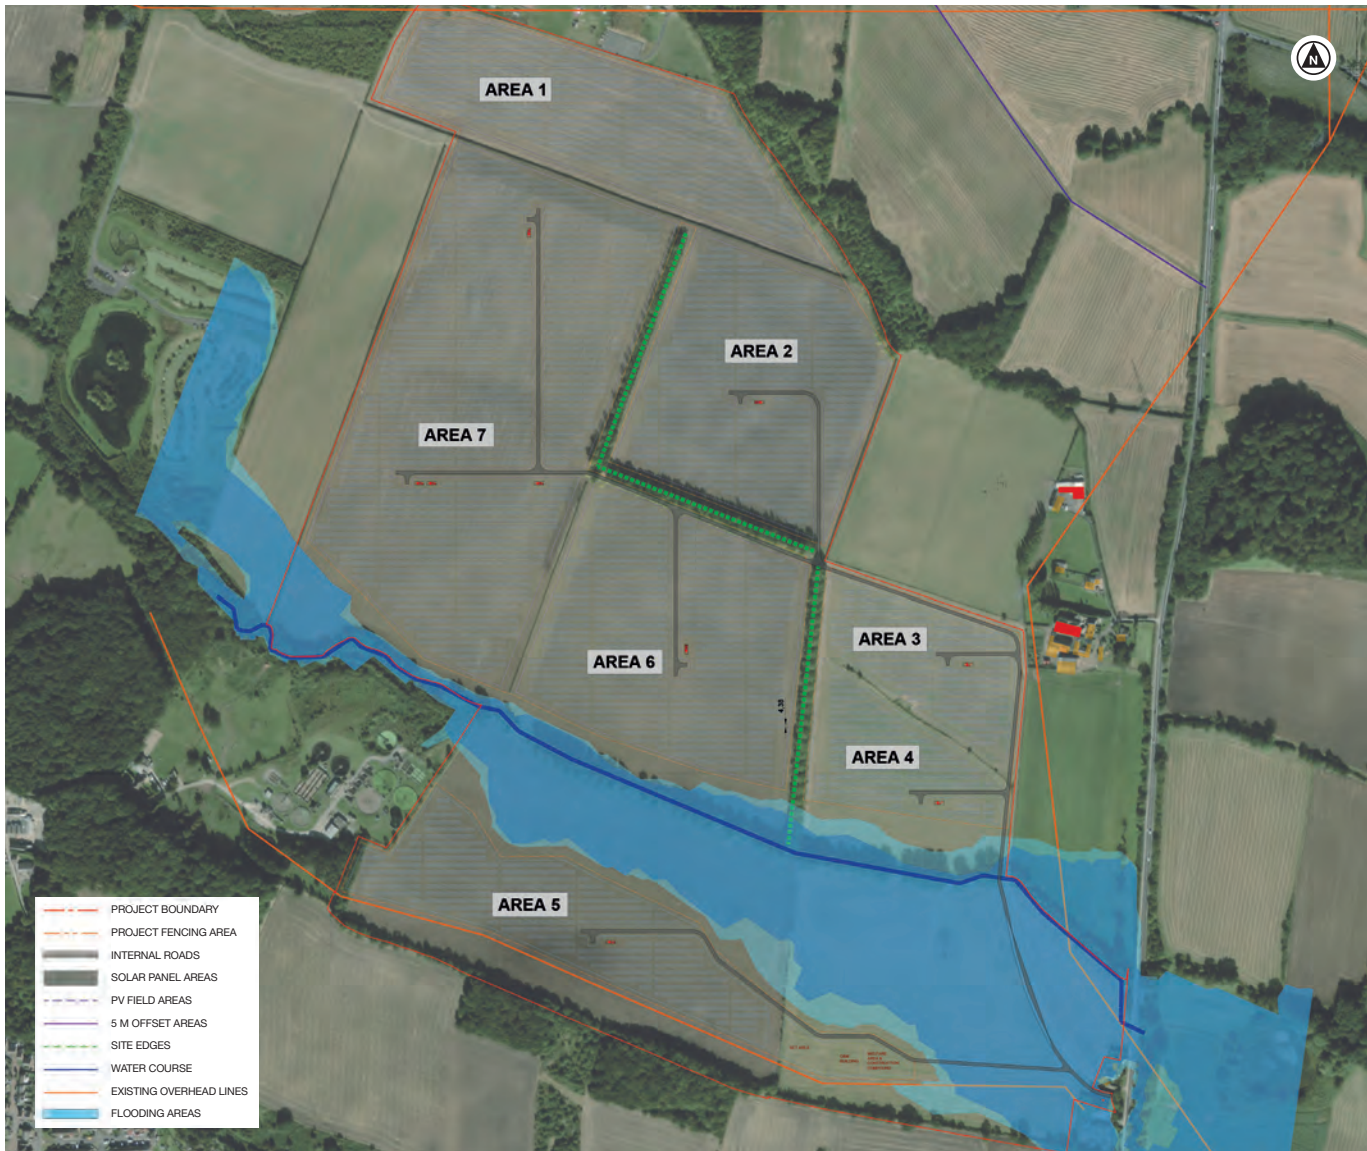 N
AREA 1
AREA 2
AREA 7
AREA 3
AREA 6
4.30
AREA 4
AREA 5
PROJECT BOUNDARY
PROJECT FENCING AREA
INTERNAL ROADS
SOLAR PANEL AREAS
PV FIELD AREAS
5 M OFFSET AREAS
SITE EDGES
WATER COURSE
EXISTING OVERHEAD LINES
FLOODING AREAS